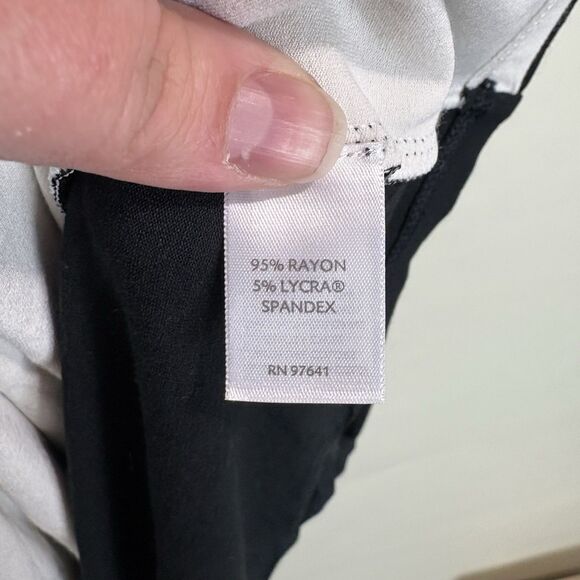 95% RAYON
5% LYCRA®
SPANDEX
RN 97641